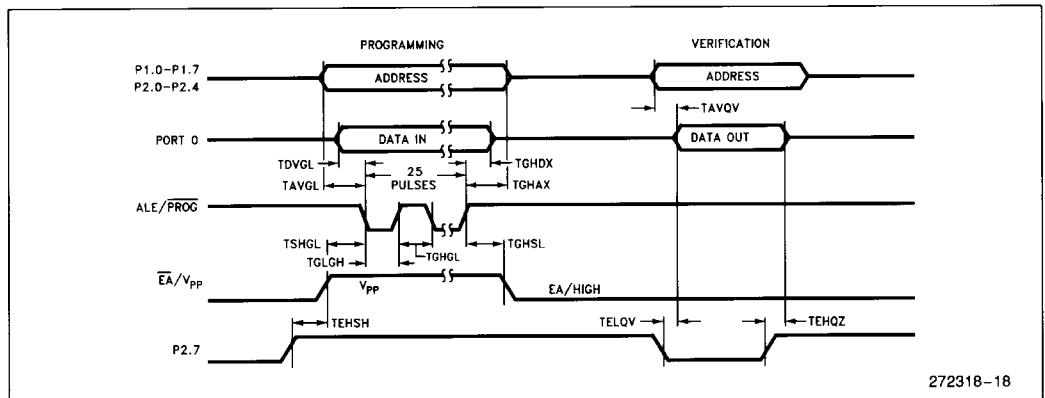 PROGRAMMING VERIFICATION
P1.0–P1.7
P2.0–P2.4
ADDRESS ADDRESS
TAVQV
PORT 0 DATA IN DATA OUT
TDVGL 25 TGHDX
TAVGL PULSES TGHAX
ALE/PROG
TSHGL TGHGL TGHSL
TGLGH
EA/VPP VPP EA/HIGH
TEHSH TELQV TEHQZ
P2.7
272318–18